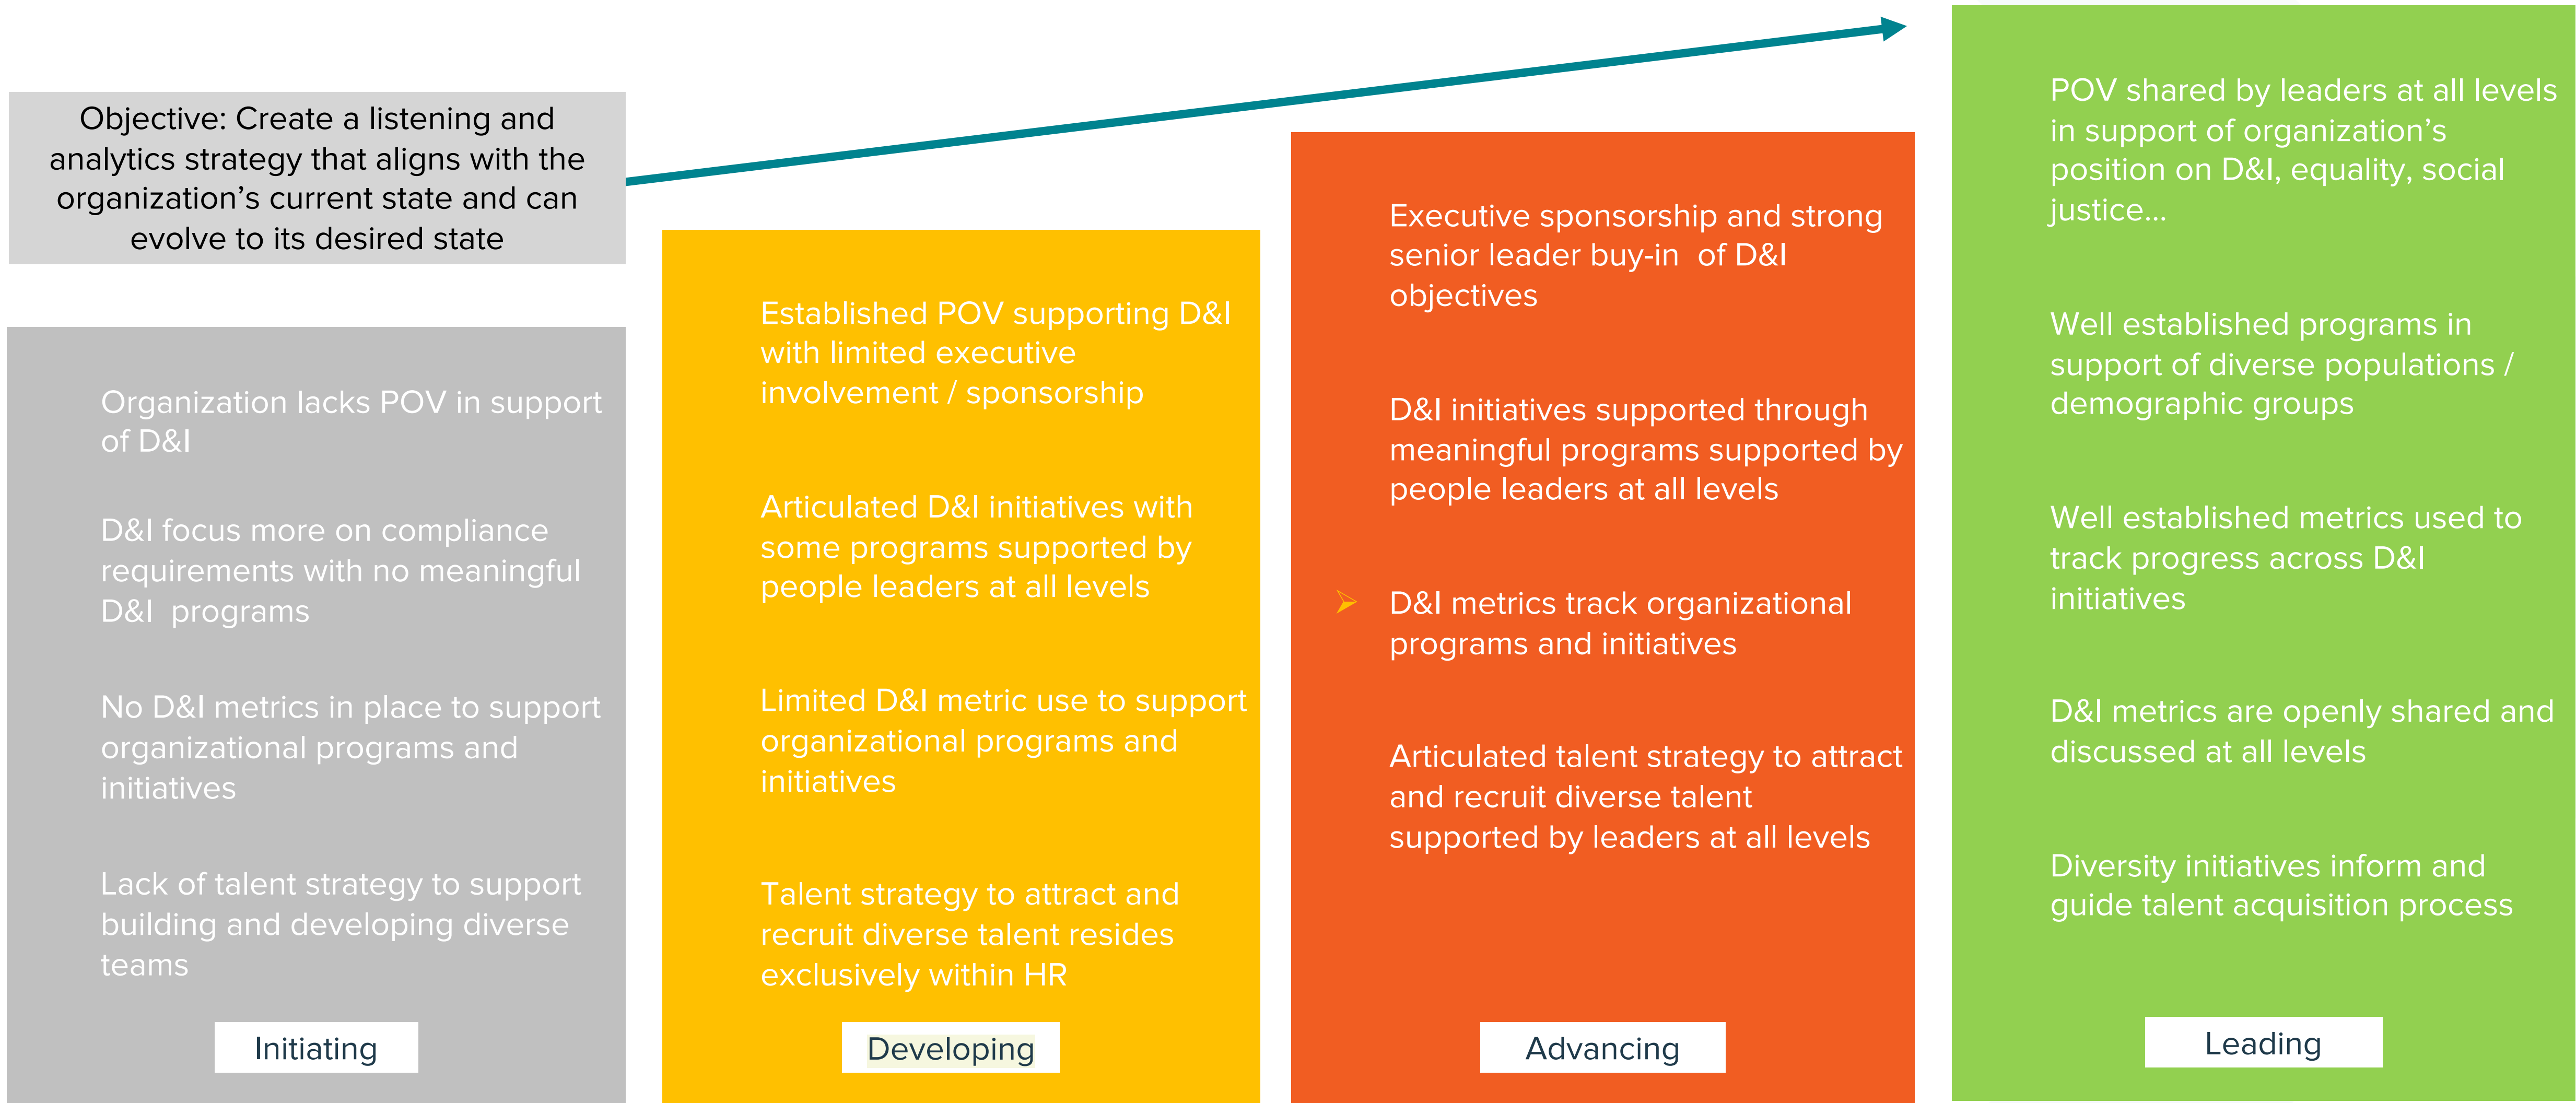 Objective: Create a listening and
analytics strategy that aligns with the
organization’s current state and can
evolve to its desired state
Organization lacks POV in support
of D&I
D&I focus more on compliance
requirements with no meaningful
D&I  programs
No D&I metrics in place to support
organizational programs and
initiatives
Lack of talent strategy to support
building and developing diverse
teams
Initiating
Established POV supporting D&I
with limited executive
involvement / sponsorship
Articulated D&I initiatives with
some programs supported by
people leaders at all levels
Limited D&I metric use to support
organizational programs and
initiatives
Talent strategy to attract and
recruit diverse talent resides
exclusively within HR
Developing
Executive sponsorship and strong
senior leader buy-in  of D&I
objectives
D&I initiatives supported through
meaningful programs supported by
people leaders at all levels
➢ D&I metrics track organizational
programs and initiatives
Articulated talent strategy to attract
and recruit diverse talent
supported by leaders at all levels
Advancing
POV shared by leaders at all levels
in support of organization’s
position on D&I, equality, social
justice…
Well established programs in
support of diverse populations /
demographic groups
Well established metrics used to
track progress across D&I
initiatives
D&I metrics are openly shared and
discussed at all levels
Diversity initiatives inform and
guide talent acquisition process
Leading